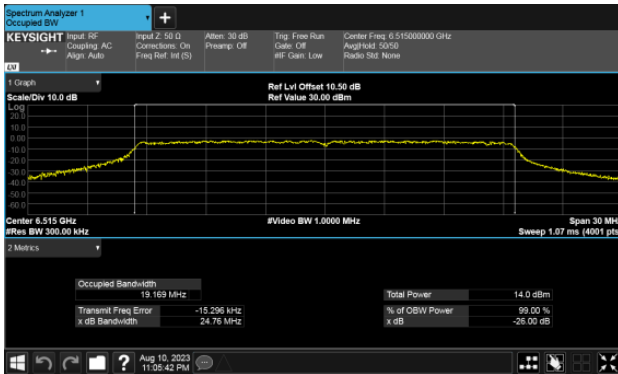 Spectrum Analyzer 1
Occupied BW
KEYSIGHT
Input: RF
Coupling: AC
Align: Auto
Input Z: 50 Ω
Corrections: On
Freq Ref: Int (S)
Atten: 30 dB
Preamp: Off
Trig: Free Run
Gate: Off
#IF Gain: Low
Center Freq: 6.515000000 GHz
Avg|Hold: 50/50
Radio Std: None
LXI
1 Graph
Scale/Div 10.0 dB
Ref Lvl Offset 10.50 dB
Ref Value 30.00 dBm
Log
20.0
10.0
0.00
-10.0
-20.0
-30.0
-40.0
-50.0
-60.0
Center 6.515 GHz
#Res BW 300.00 kHz
#Video BW 1.0000 MHz
Span 30 MH
Sweep 1.07 ms (4001 pts
2 Metrics
Occupied Bandwidth
19.169 MHz
Transmit Freq Error -15.296 kHz
x dB Bandwidth 24.76 MHz
Total Power 14.0 dBm
% of OBW Power 99.00 %
x dB -26.00 dB
?
Aug 10, 2023
11:05:42 PM